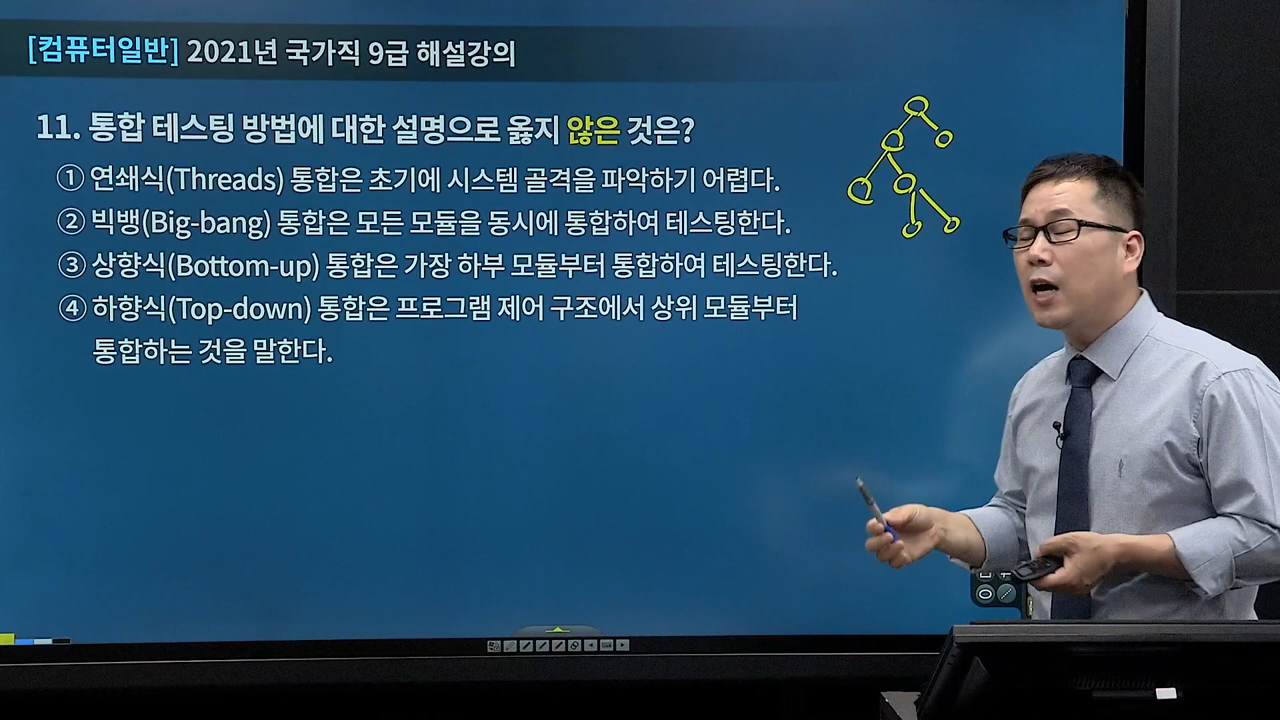 [컴퓨터일반] 2021년 국가직 9급 해설강의
11. 통합 테스팅 방법에 대한 설명으로 옳지 않은 것은?
① 연쇄식(Threads) 통합은 초기에 시스템 골격을 파악하기 어렵다.
② 빅뱅(Big-bang) 통합은 모든 모듈을 동시에 통합하여 테스팅한다.
③ 상향식(Bottom-up) 통합은 가장 하부 모듈부터 통합하여 테스팅한다.
④ 하향식(Top-down) 통합은 프로그램 제어 구조에서 상위 모듈부터
통합하는 것을 말한다.